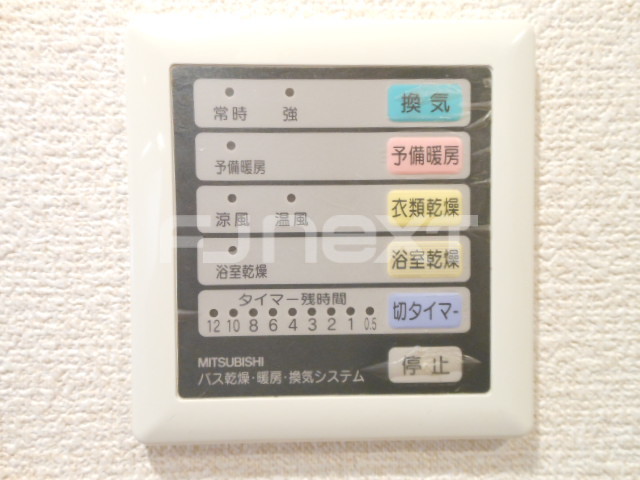 常時 強 換気
予備暖房 予備暖房
涼風 温風 衣類乾燥
fj next
浴室乾燥 浴室乾燥
タイマー残時間
12 10 8 6 4 3 2 1 0.5 切タイマー
MITSUBISHI
バス乾燥・暖房・換気システム 停止